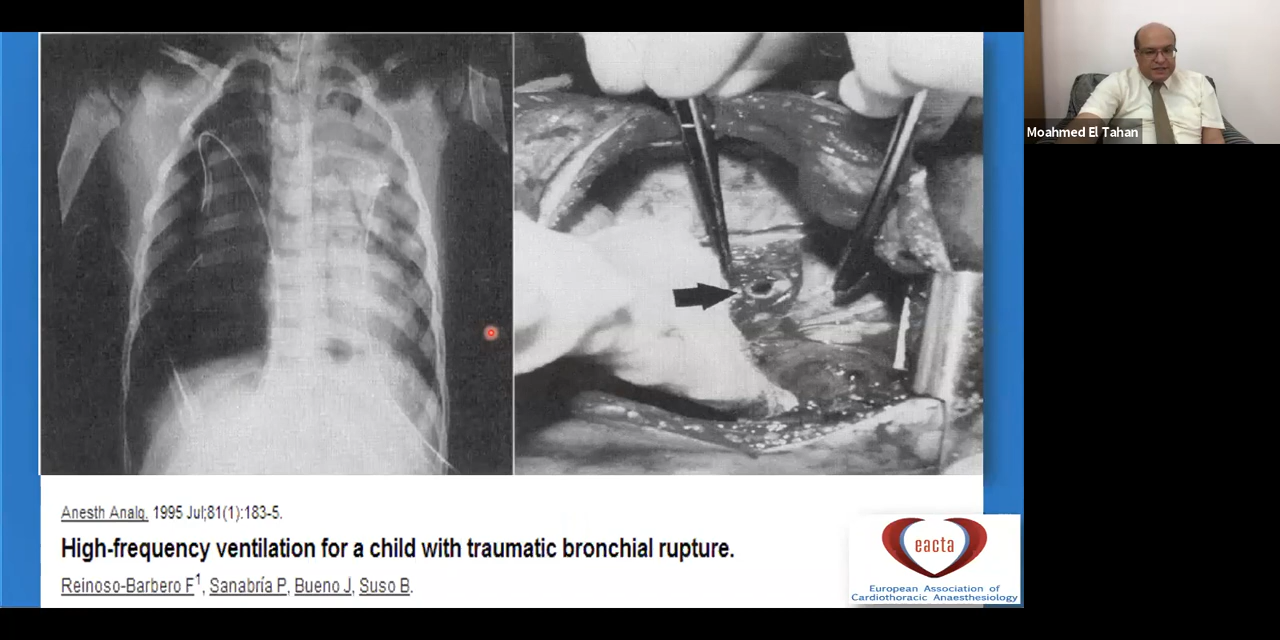 Moahmed El Tahan
Anesth Analg. 1995 Jul;81(1):183-5.
High-frequency ventilation for a child with traumatic bronchial rupture.
Reinoso-Barbero F1, Sanabría P, Bueno J, Suso B.
eacta
European Association of
Cardiothoracic Anaesthesiology